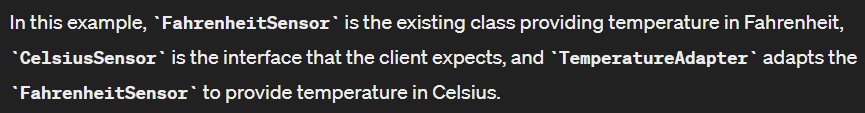 In this example, `FahrenheitSensor` is the existing class providing temperature in Fahrenheit,
`CelsiusSensor` is the interface that the client expects, and `TemperatureAdapter` adapts the
`FahrenheitSensor` to provide temperature in Celsius.